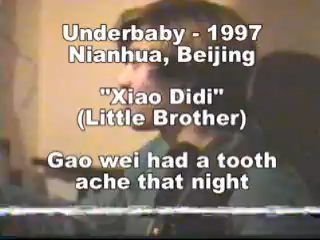 Underbaby - 1997
Nianhua, Beijing
"Xiao Didi"
(Little Brother)
Gao wei had a tooth
ache that night